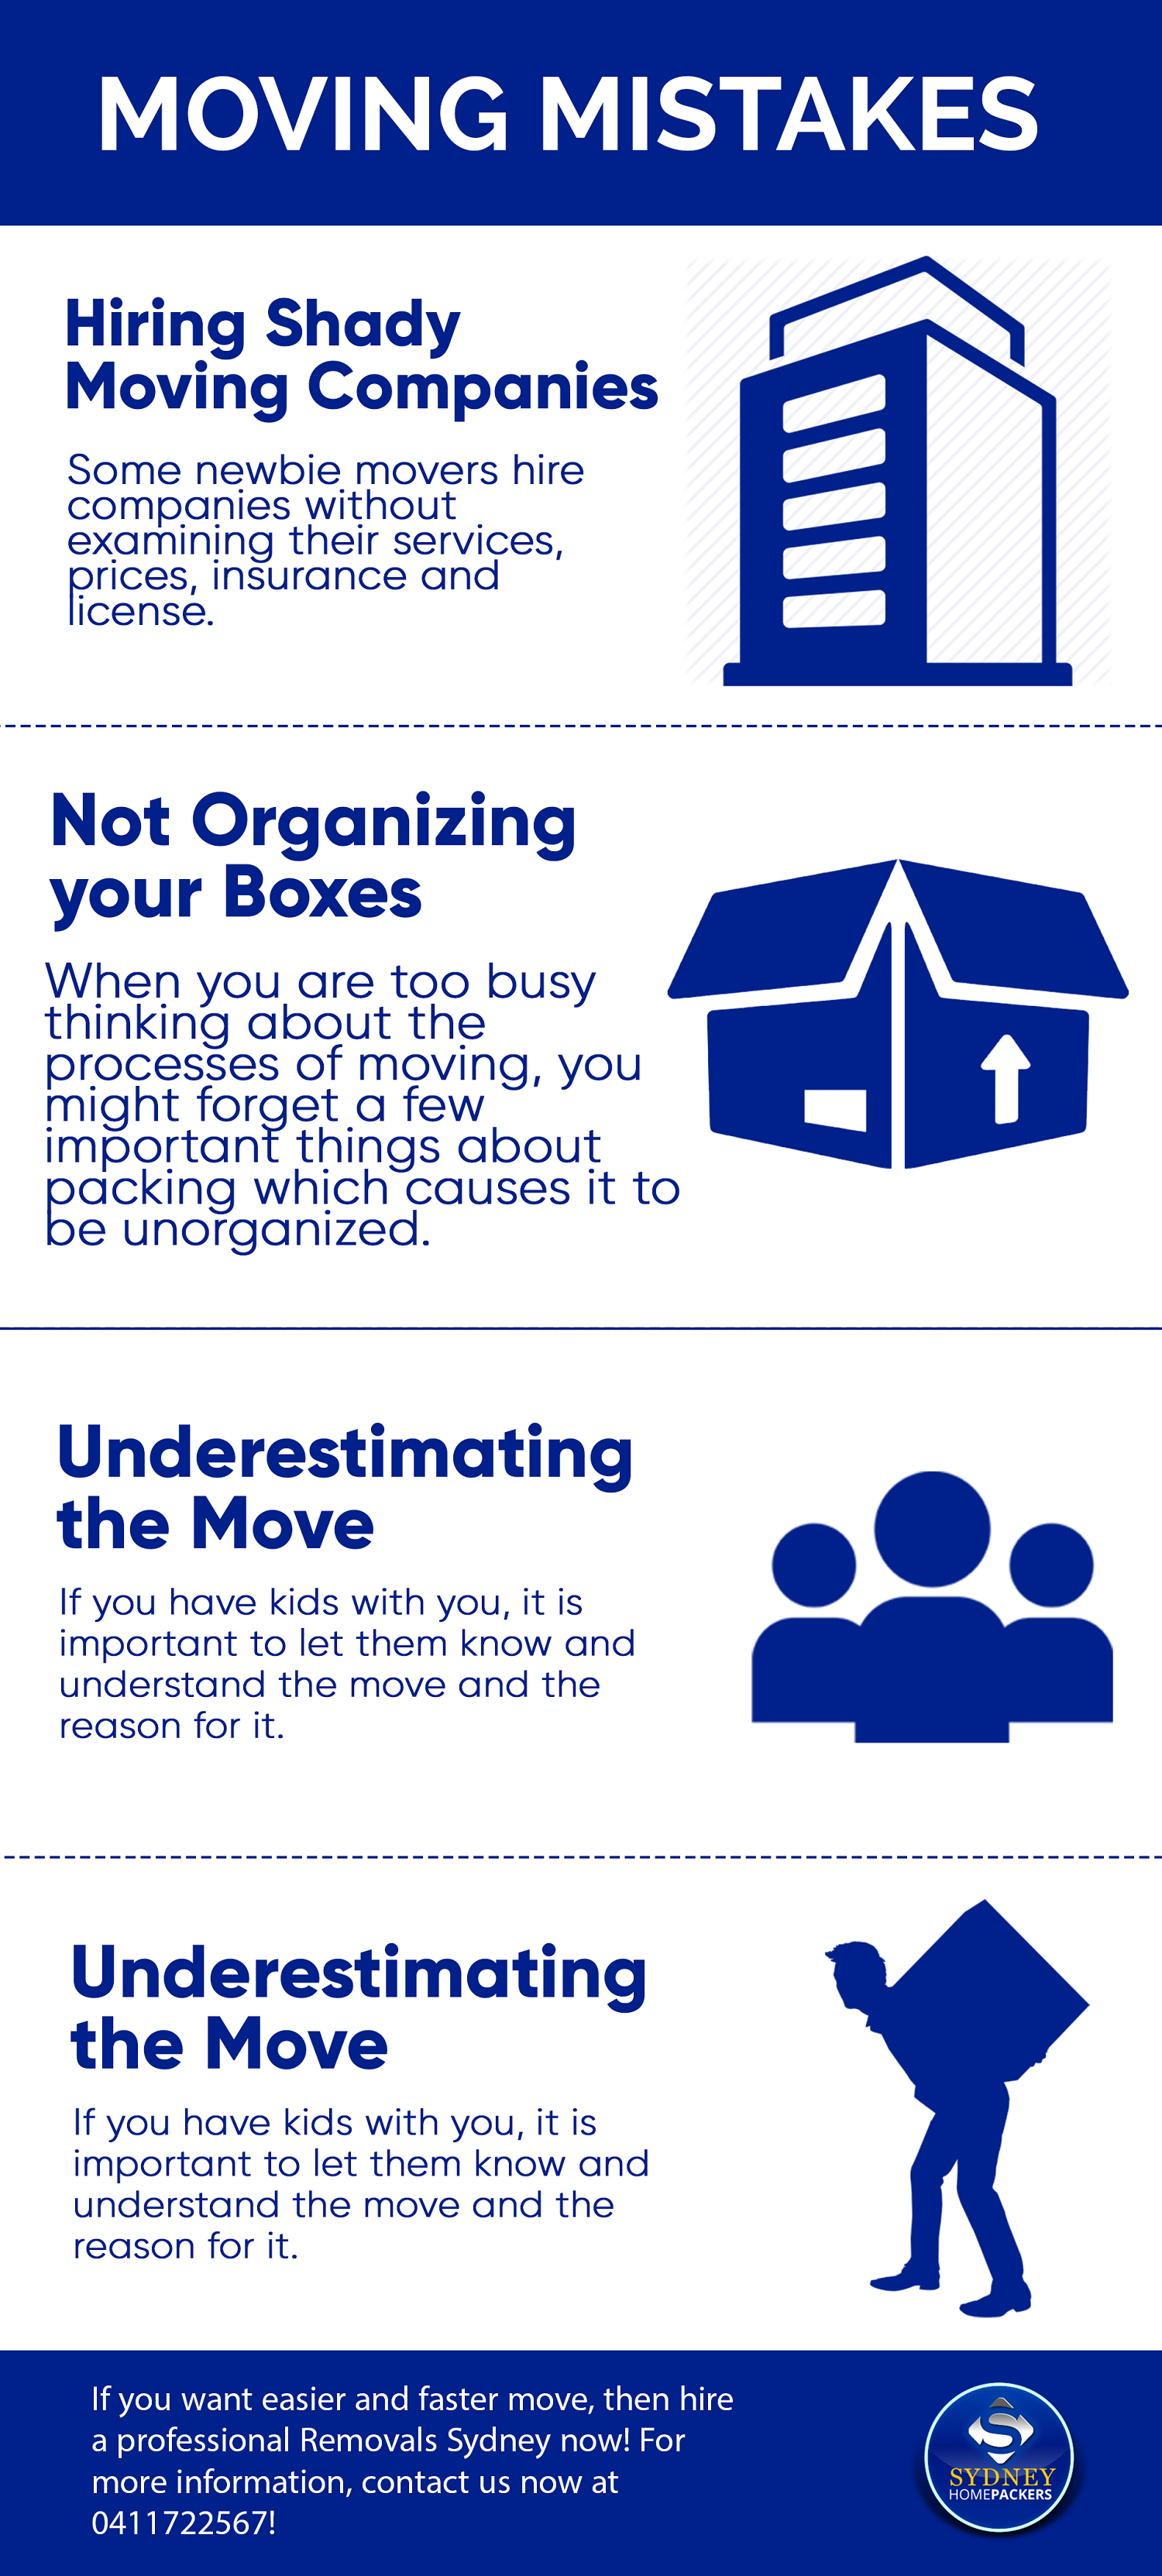 MOVING MISTAKES
Hiring Shady
Moving Companies
Some newbie movers hire
companies without
examining their services,
prices, insurance and
license.
Not Organizing
your Boxes
When you are too busy
thinking about the
processes of moving, you
might forget a few
important things about
packing which causes it to
be unorganized.
Underestimating
the Move
If you have kids with you, it is
important to let them know and
understand the move and the
reason for it.
Underestimating
the Move
If you have kids with you, it is
important to let them know and
understand the move and the
reason for it.
If you want easier and faster move, then hire
a professional Removals Sydney now! For
more information, contact us now at
0411722567!
S
SYDNEY
HOMEPACKERS